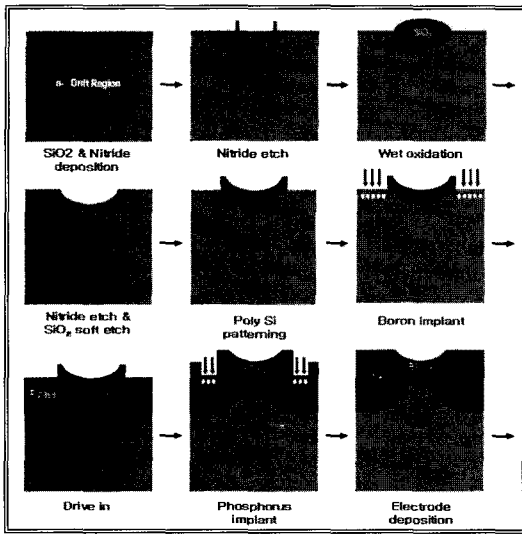 n- Drift Region
SiO2 & Nitride
deposition
Nitride etch
SiO₂
Wet oxidation
Nitride etch &
SiO₂ soft etch
Poly Si
patterning
Boron implant
Drive in
Phosphorus
implant
Electrode
deposition